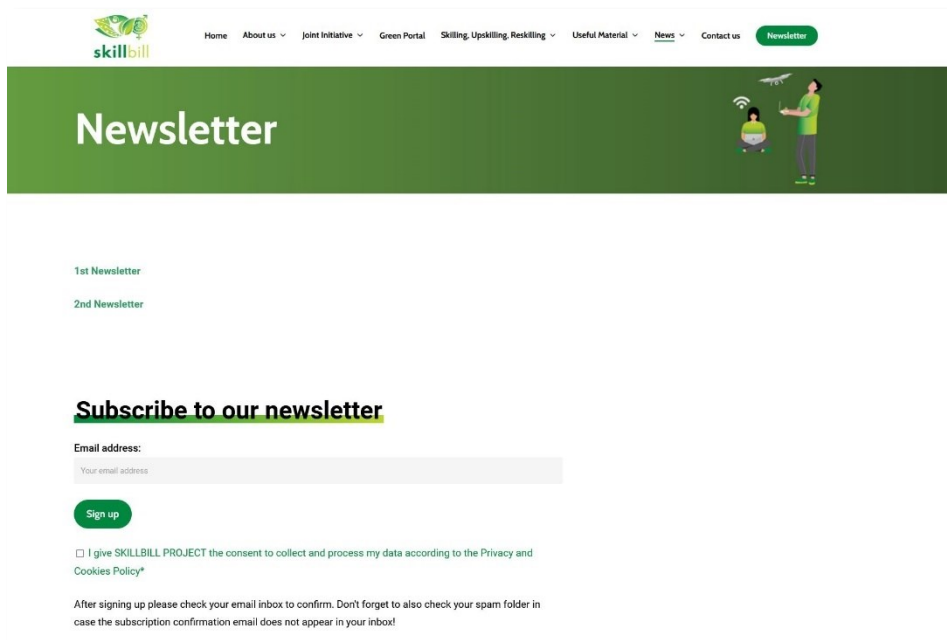 skillbill
Home About us Joint Initiative Green Portal Skilling, Upskilling, Reskilling Useful Material News Contact us Newsletter
Newsletter
1st Newsletter
2nd Newsletter
Subscribe to our newsletter
Email address:
Your email address
Sign up
I give SKILLBILL PROJECT the consent to collect and process my data according to the Privacy and
Cookies Policy*
After signing up please check your email inbox to confirm. Don't forget to also check your spam folder in
case the subscription confirmation email does not appear in your inbox!